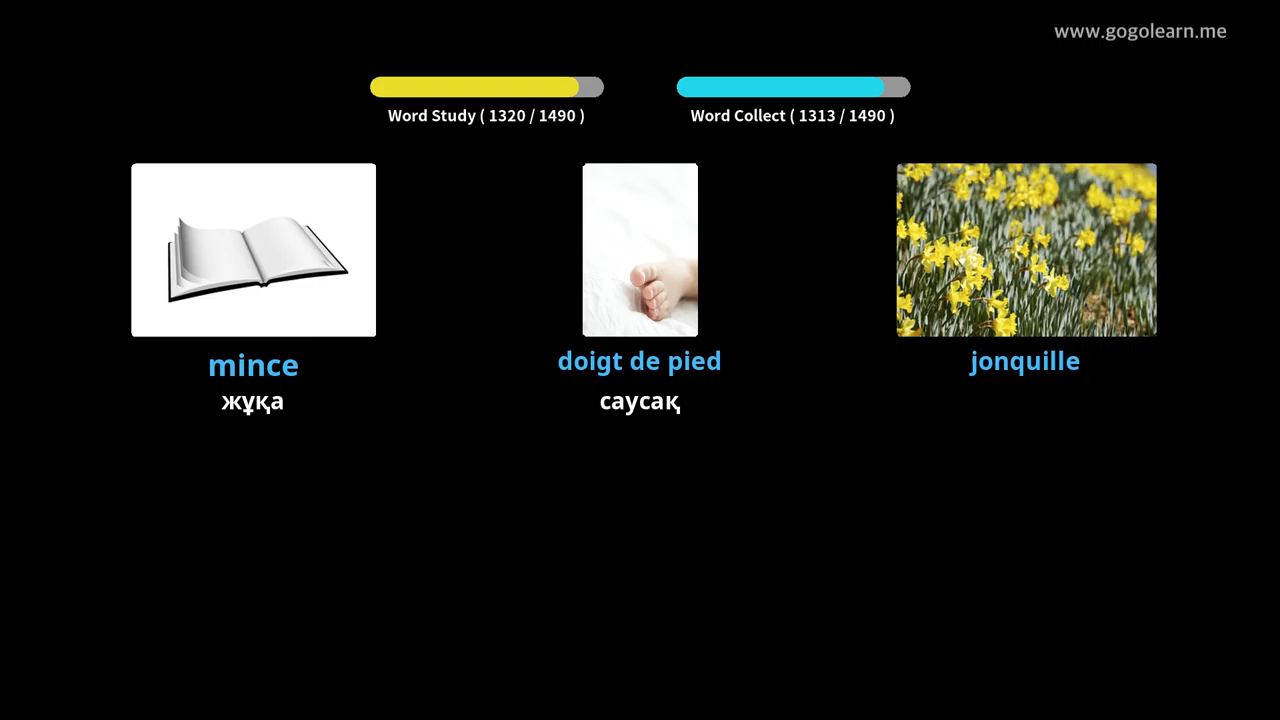 www.gogolearn.me
Word Study ( 1320 / 1490 )
Word Collect ( 1313 / 1490 )
mince
doigt de pied
jonquille
жұқа
саусақ